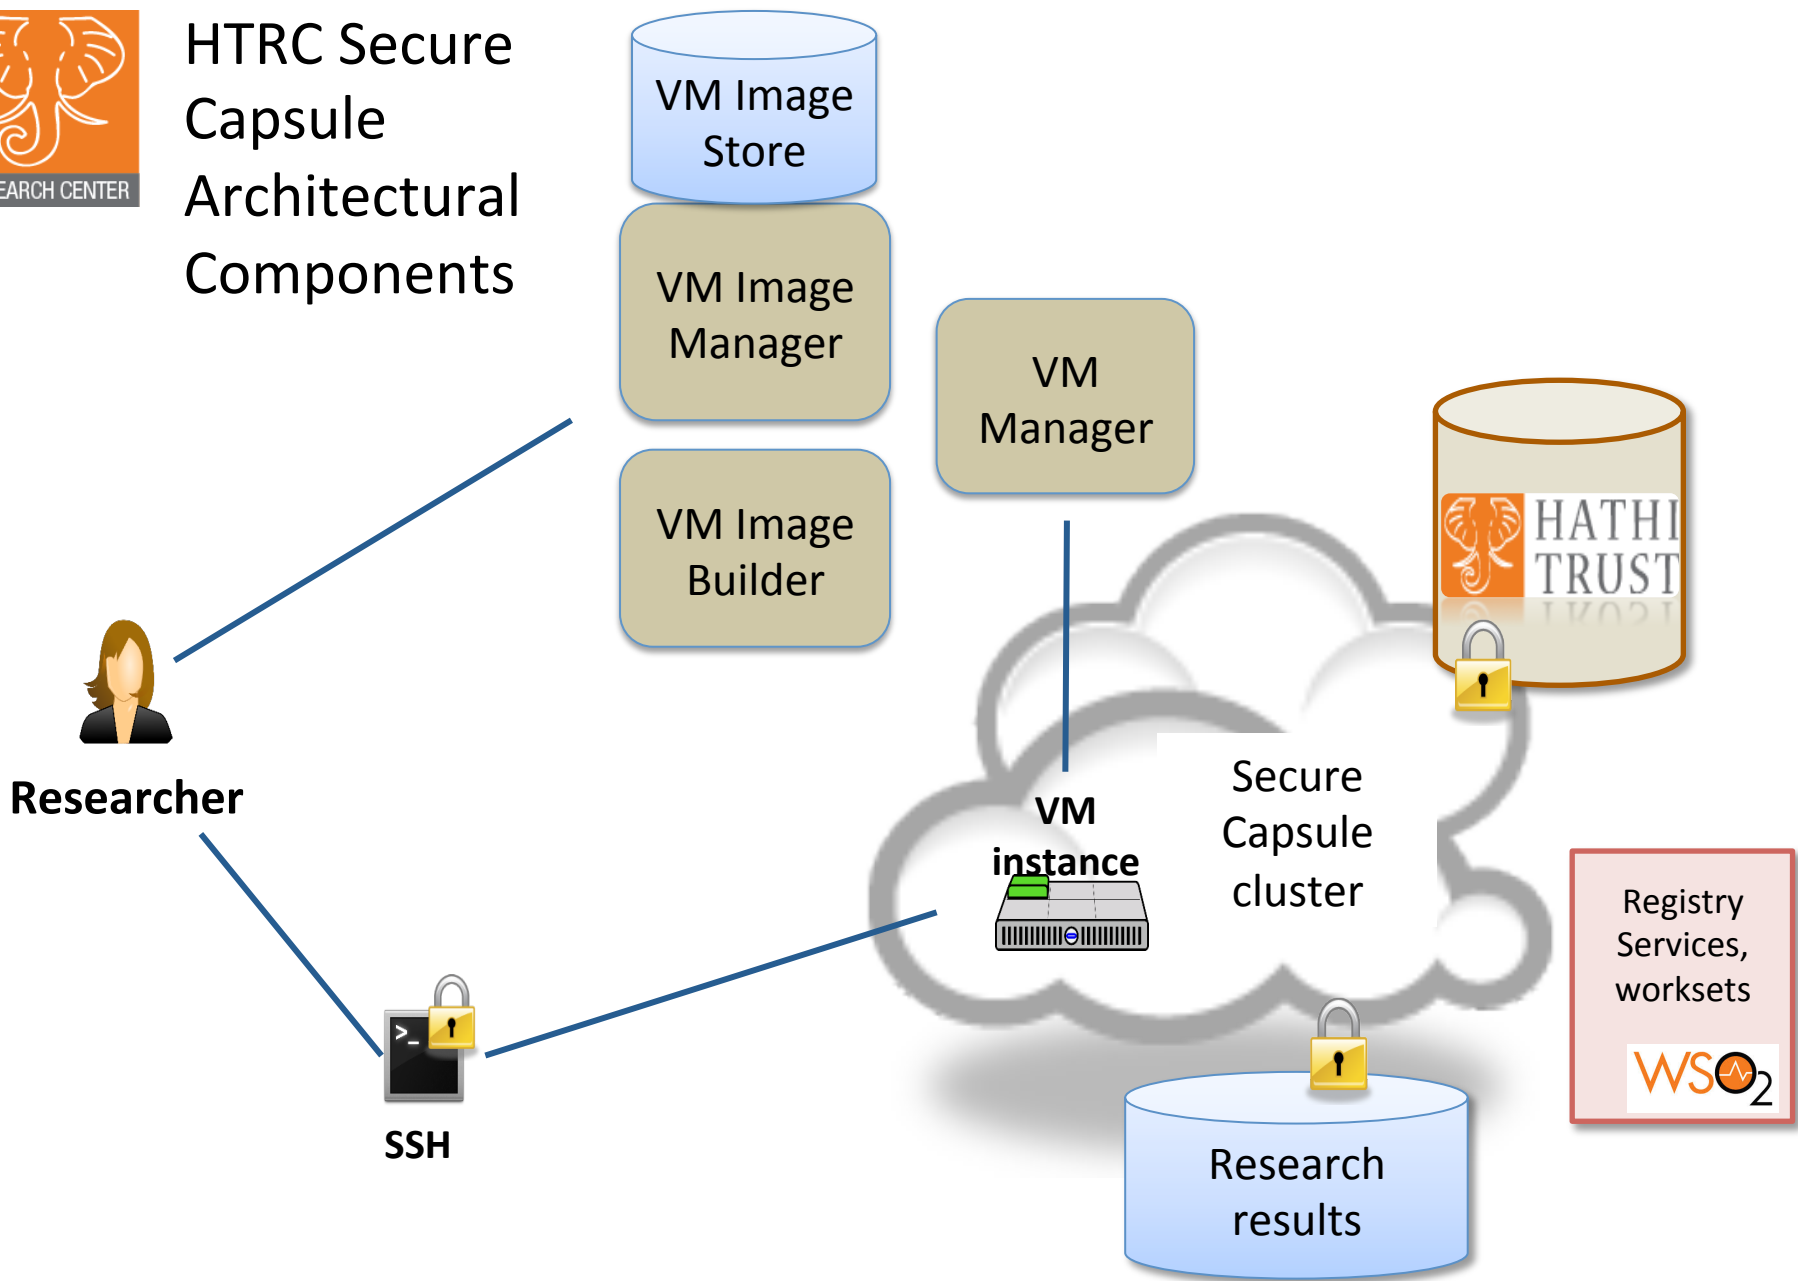 HTRC Secure
Capsule
Architectural
Components
EARCH CENTER
VM Image
Store
VM Image
Manager
VM Image
Builder
VM
Manager
HATHI
TRUST
Researcher
VM
instance
Secure
Capsule
cluster
Registry
Services,
worksets
WSO2
>_
SSH
Research
results